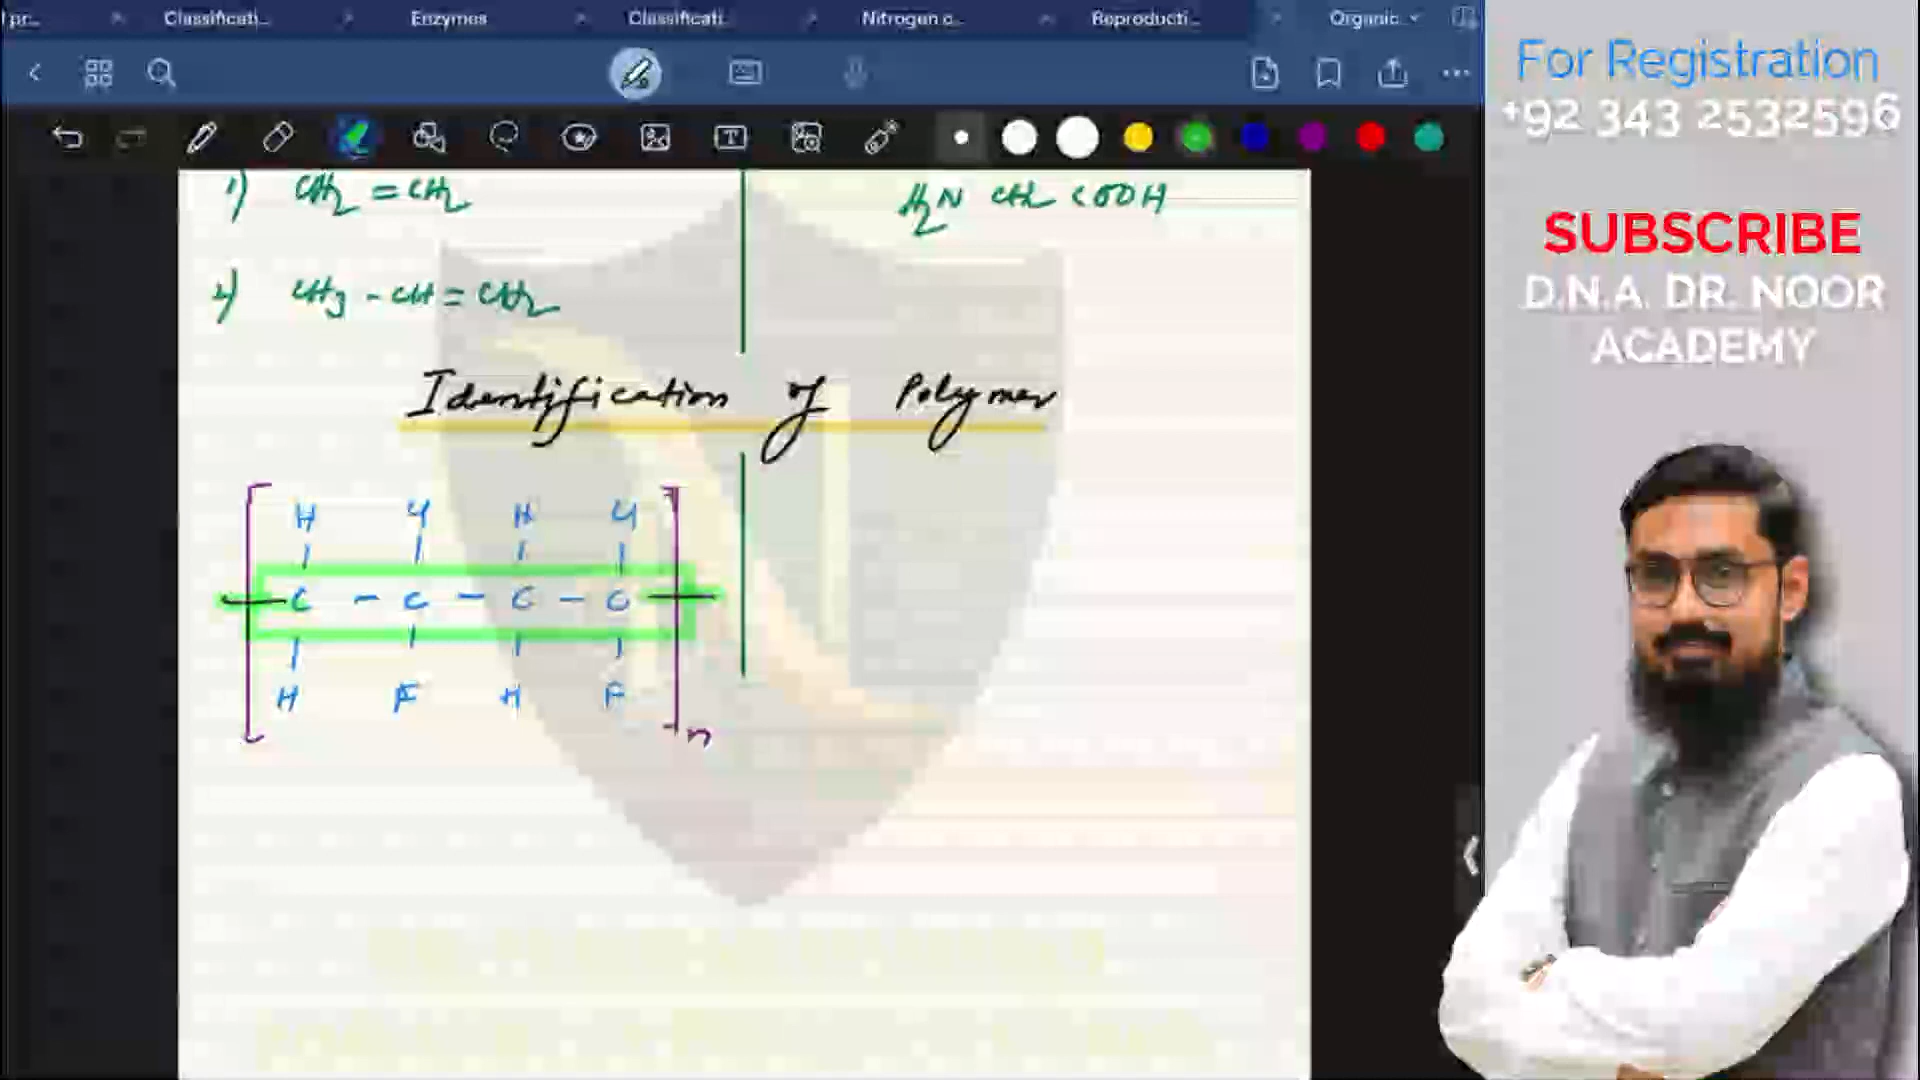 pr...
Classificati...
Enzymes
Classificati...
Nitrogen c...
Reproducti...
Organic
T
1) CH2 = CH2
H2N CH2 COOH
2) CH3 - CH = CH2
Identification of Polymer
H H H H
C - C - C - C
H F H F
n
For Registration
+92 343 2532596
SUBSCRIBE
D.N.A. DR. NOOR
ACADEMY